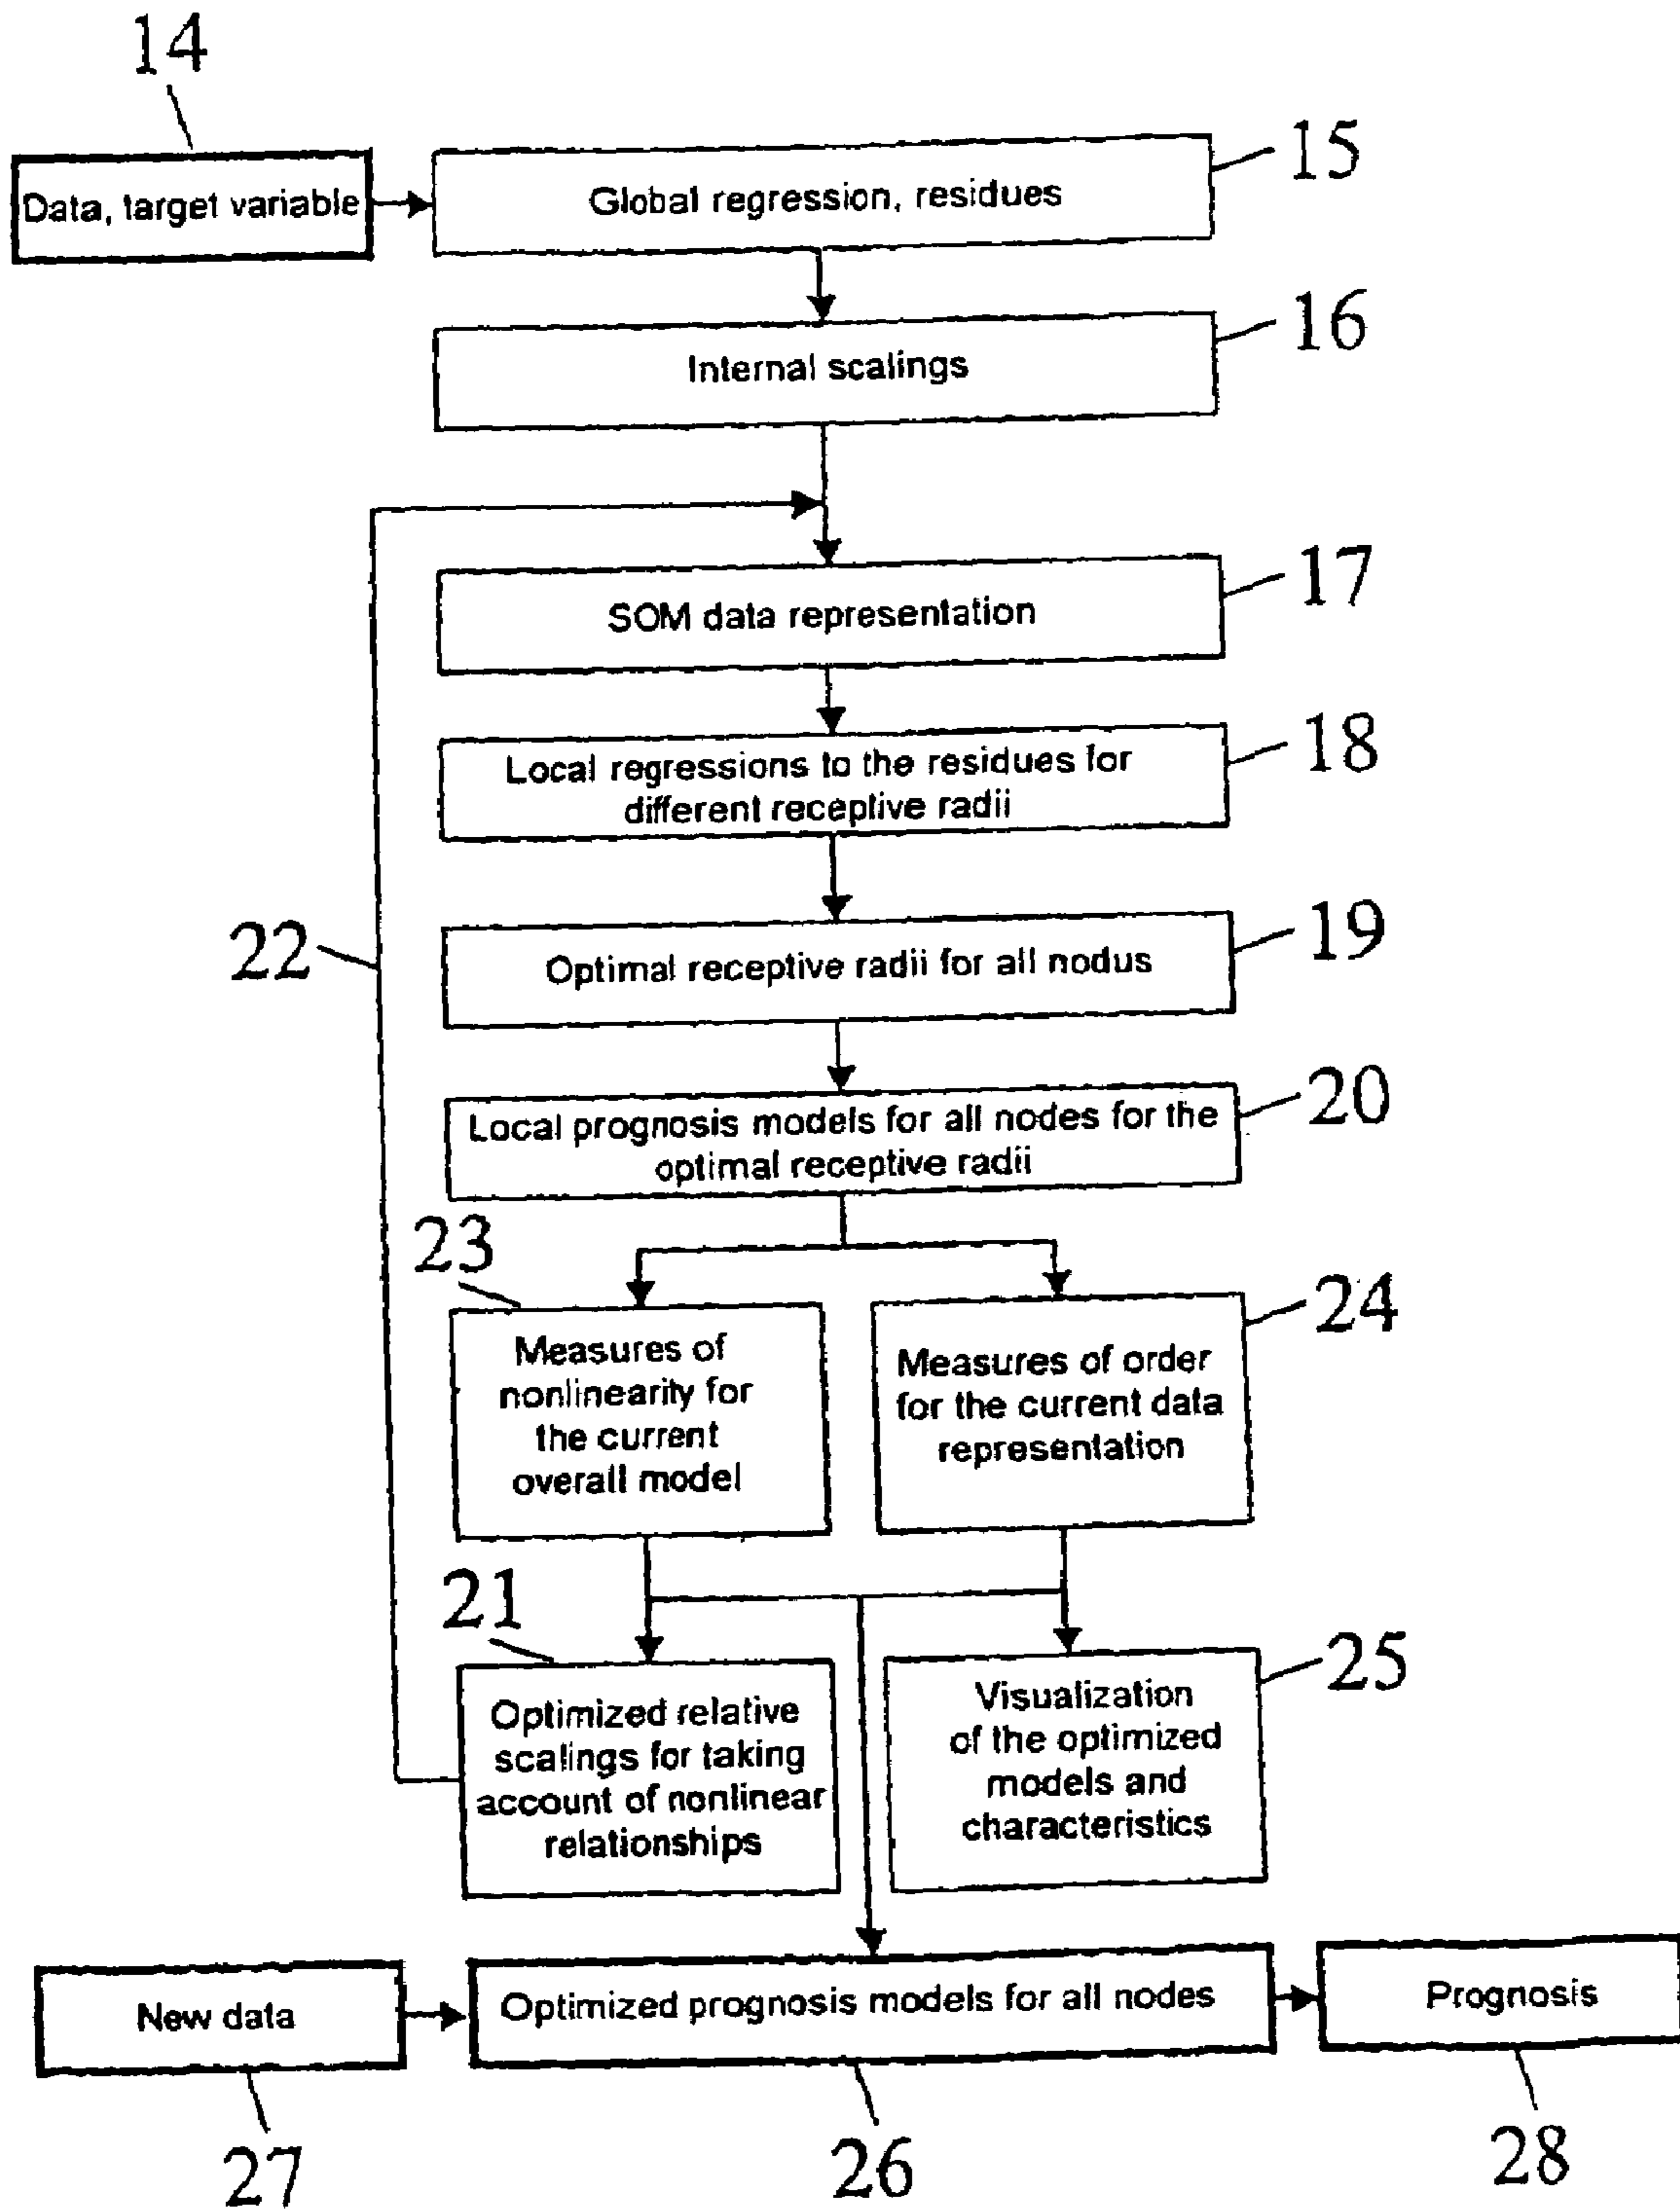 14
Data, target variable
Global regression, residues
15
Internal scalings
16
SOM data representation
17
Local regressions to the residues for
different receptive radii
18
22
Optimal receptive radii for all nodus
19
Local prognosis models for all nodes for the
optimal receptive radii
20
23
Measures of
nonlinearity for
the current
overall model
24
Measures of order
for the current data
representation
21
Optimized relative
scalings for taking
account of nonlinear
relationships
25
Visualization
of the optimized
models and
characteristics
New data
Optimized prognosis models for all nodes
Prognosis
27
26
28